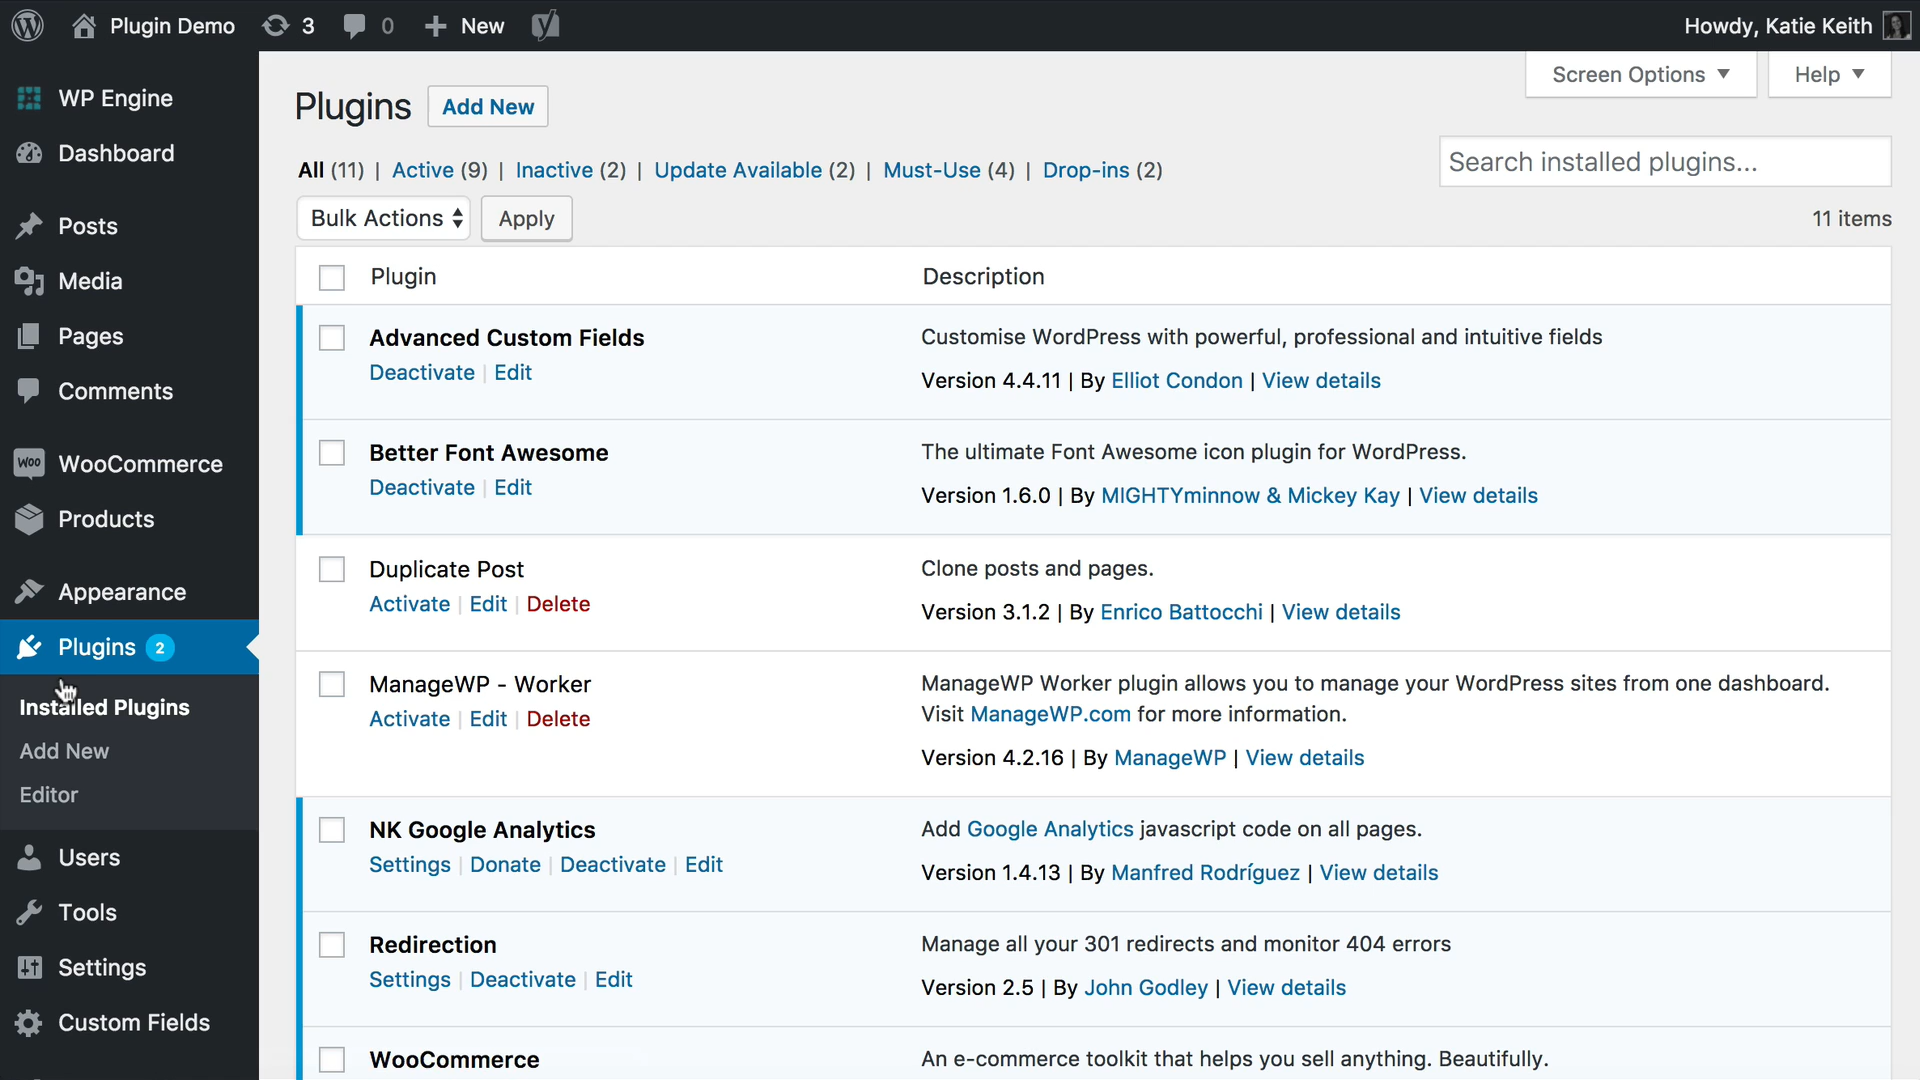 Plugin Demo 3 0 New Howdy, Katie Keith
WP Engine
Dashboard
Posts
Media
Pages
Comments
Woo WooCommerce
Products
Appearance
Plugins 2
Installed Plugins
Add New
Editor
Users
Tools
Settings
Custom Fields
Screen Options Help
Plugins Add New
All (11) | Active (9) | Inactive (2) | Update Available (2) | Must-Use (4) | Drop-ins (2)
Search installed plugins...
Bulk Actions Apply
11 items
Plugin Description
Advanced Custom Fields
Deactivate | Edit
Customise WordPress with powerful, professional and intuitive fields
Version 4.4.11 | By Elliot Condon | View details
Better Font Awesome
Deactivate | Edit
The ultimate Font Awesome icon plugin for WordPress.
Version 1.6.0 | By MIGHTYminnow & Mickey Kay | View details
Duplicate Post
Activate | Edit | Delete
Clone posts and pages.
Version 3.1.2 | By Enrico Battocchi | View details
ManageWP - Worker
Activate | Edit | Delete
ManageWP Worker plugin allows you to manage your WordPress sites from one dashboard.
Visit ManageWP.com for more information.
Version 4.2.16 | By ManageWP | View details
NK Google Analytics
Settings | Donate | Deactivate | Edit
Add Google Analytics javascript code on all pages.
Version 1.4.13 | By Manfred Rodríguez | View details
Redirection
Settings | Deactivate | Edit
Manage all your 301 redirects and monitor 404 errors
Version 2.5 | By John Godley | View details
WooCommerce
An e-commerce toolkit that helps you sell anything. Beautifully.